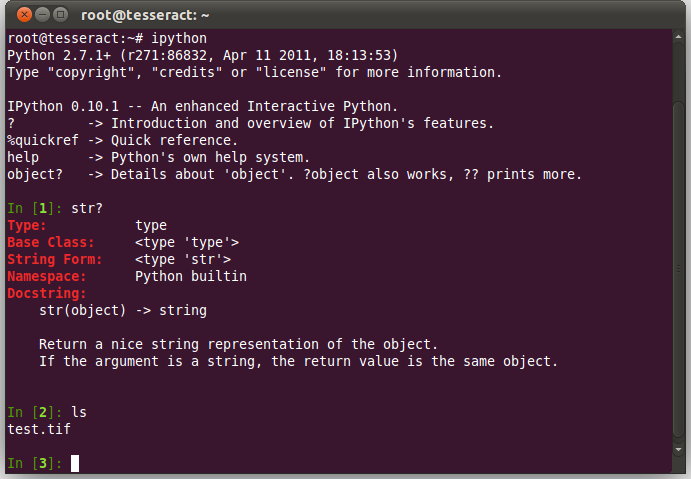 root@tesseract: ~
root@tesseract:~# ipython
Python 2.7.1+ (r271:86832, Apr 11 2011, 18:13:53)
Type "copyright", "credits" or "license" for more information.

IPython 0.10.1 -- An enhanced Interactive Python.
?         -> Introduction and overview of IPython's features.
%quickref -> Quick reference.
help      -> Python's own help system.
object?   -> Details about 'object'. ?object also works, ?? prints more.

In [1]: str?
Type:           type
Base Class:     <type 'type'>
String Form:    <type 'str'>
Namespace:      Python builtin
Docstring:
    str(object) -> string

    Return a nice string representation of the object.
    If the argument is a string, the return value is the same object.

In [2]: ls
test.tif

In [3]: